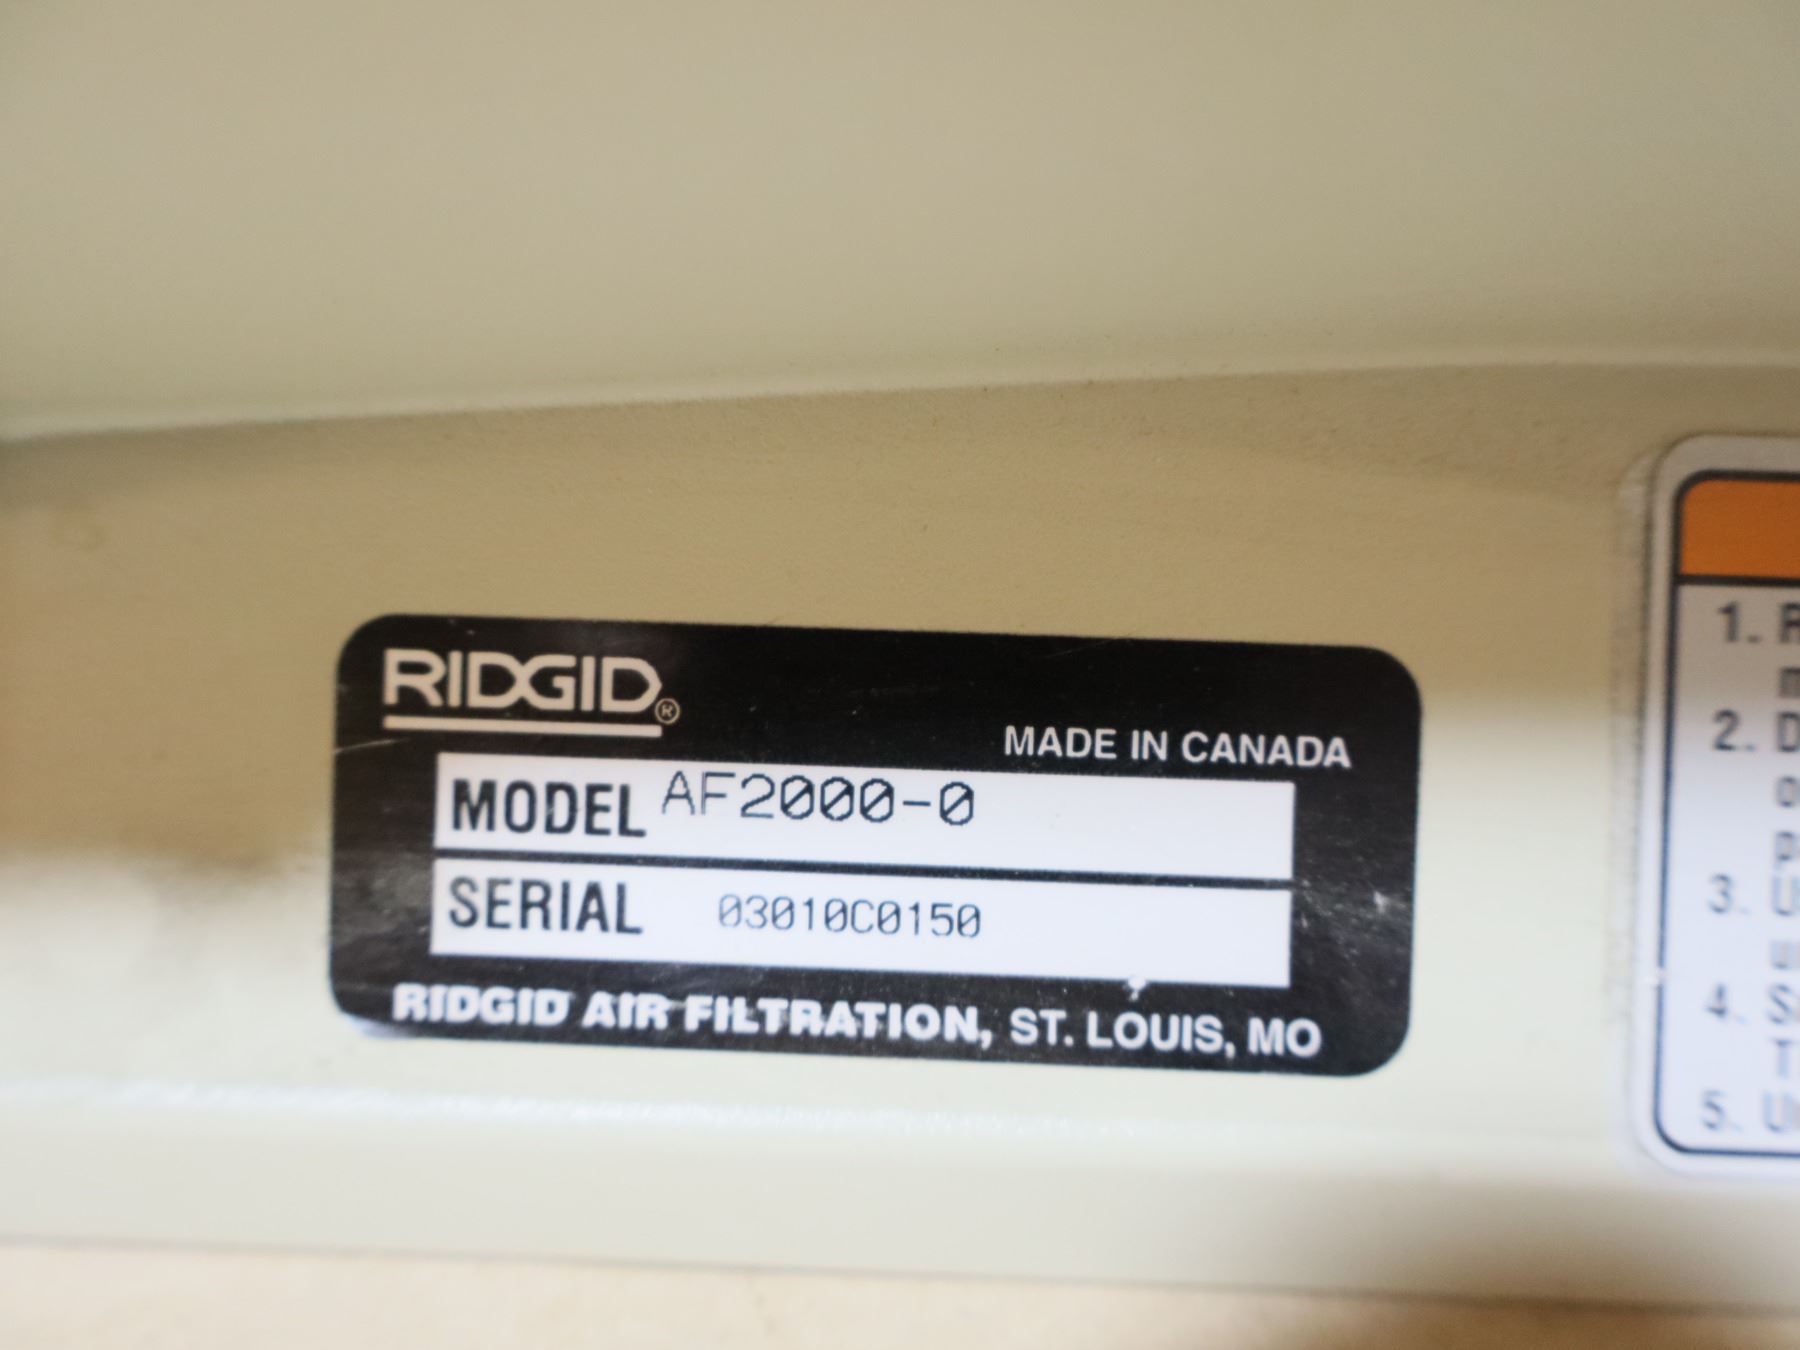 RIDGID®
MADE IN CANADA
MODEL AF2000-0
SERIAL 03010C0150
RIDGID AIR FILTRATION, ST. LOUIS, MO
1.
2.
3.
4.
5.